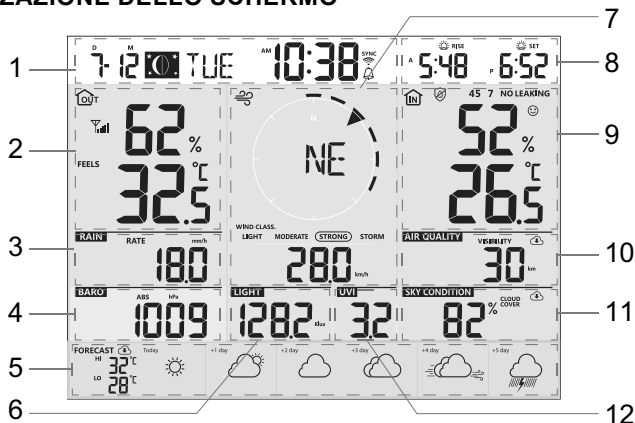 ZAZIONE DELLO SCHERMO
7
D M
7-12 TUE AM 10:38 SYNC
RISE SET
A 5:48 P 6:52
1
8
OUT
62 %
FEELS
32.5 °C
2
N
NE
WIND CLASS.
LIGHT MODERATE STRONG STORM
28.0 km/h
IN 45 7 NO LEAKING
52 %
26.5 °C
9
RAIN
RATE mm/h
18.0
3
AIR QUALITY
VISIBILITY
30 km
10
BARO
ABS hPa
1009
4
LIGHT
128.2 Klux
UVI
3.2
SKY CONDITION
82 % CLOUD
COVER
11
FORECAST Today +1 day +2 day +3 day +4 day +5 day
HI 32°C
LO 28°C
5
6
12